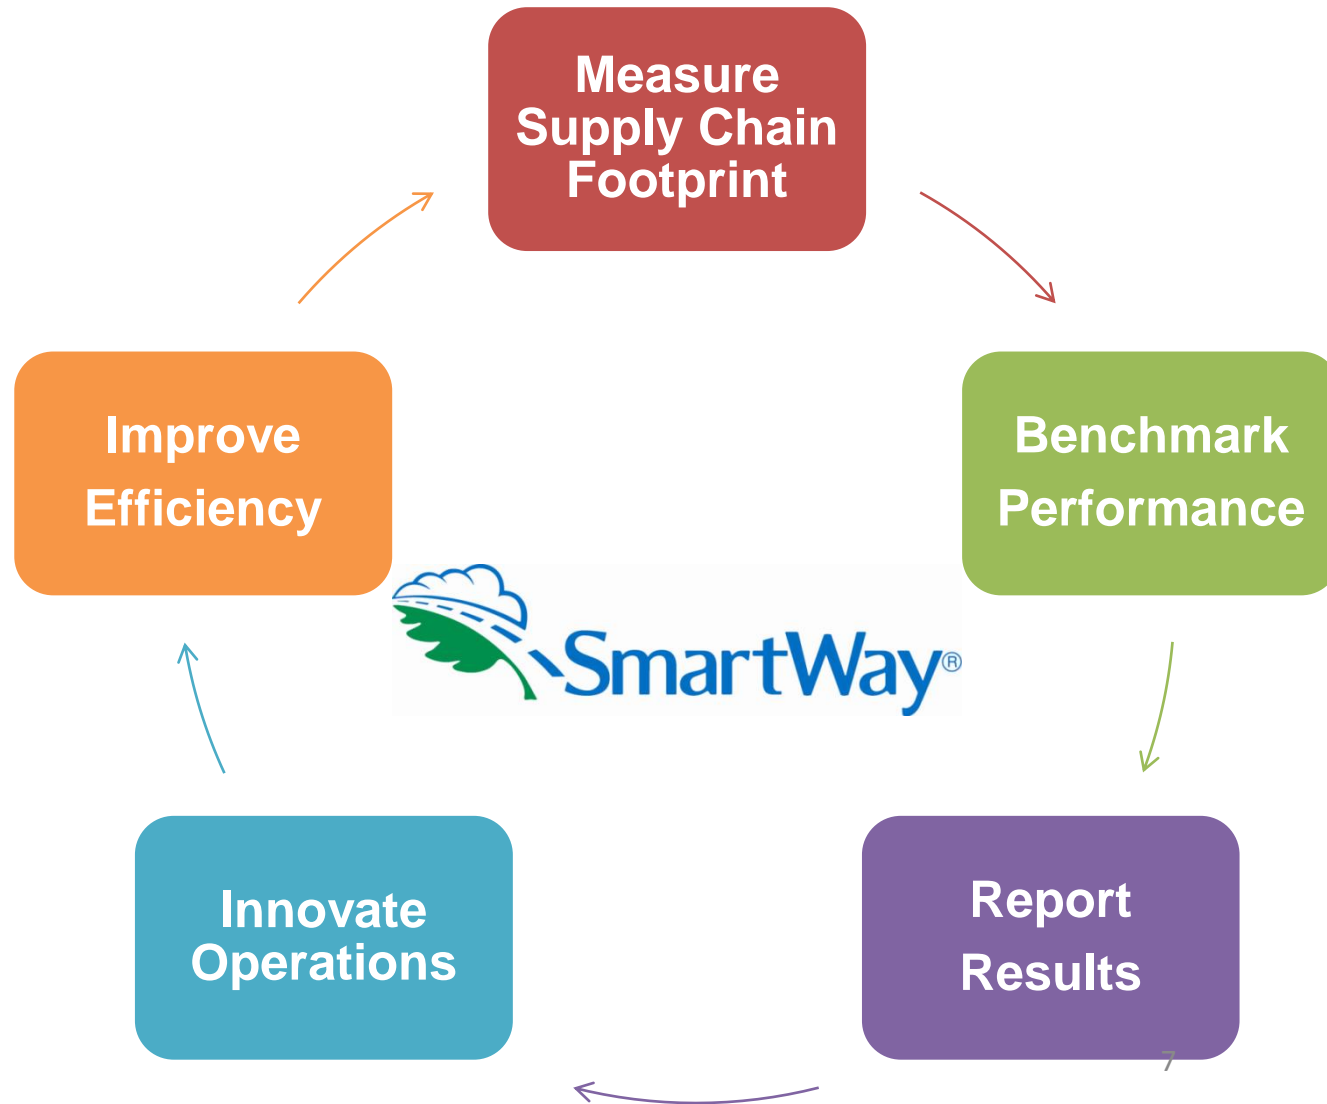 Measure
Supply Chain
Footprint
Improve
Efficiency
Benchmark
Performance
SmartWay®
Innovate
Operations
Report
Results
7